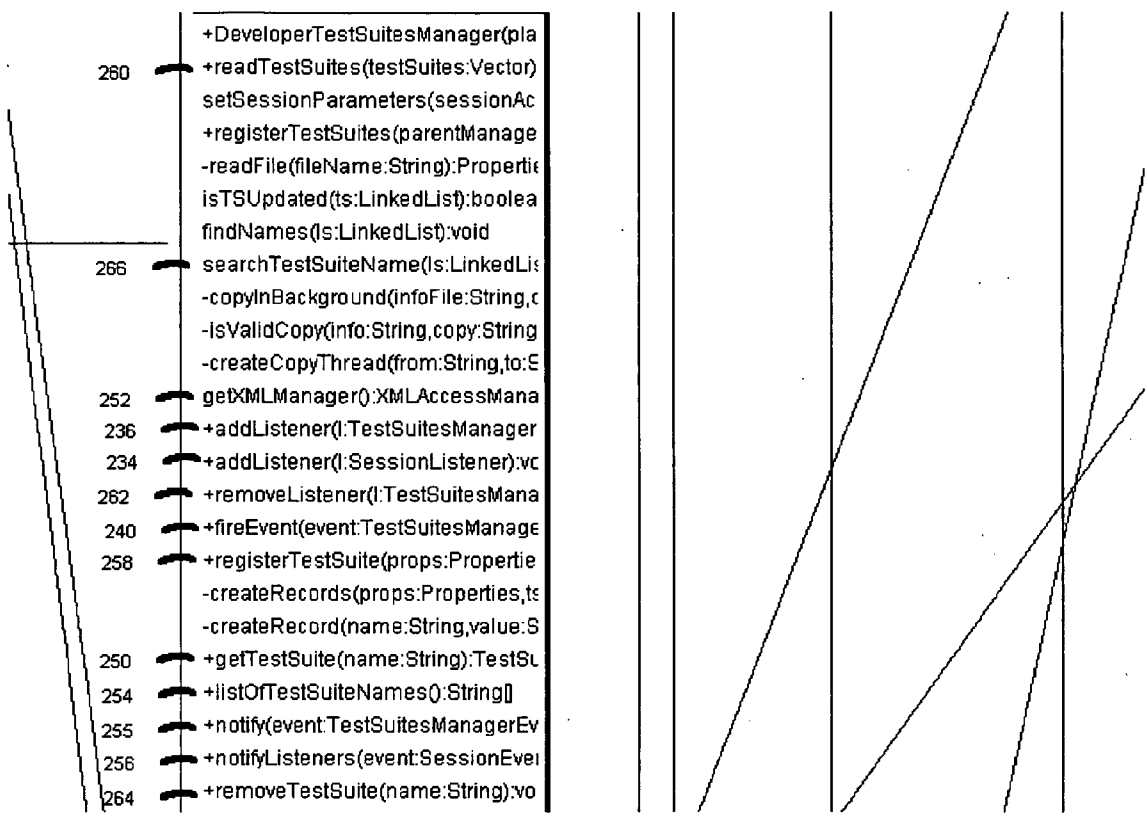 +DeveloperTestSuitesManager(pla
260 +readTestSuites(testSuites:Vector)
setSessionParameters(sessionAc
+registerTestSuites(parentManage
-readFile(fileName:String):Propertie
isTSUpdated(ts:LinkedList):boolea
findNames(ls:LinkedList):void
266 searchTestSuiteName(ls:LinkedLis
-copyInBackground(infoFile:String,c
-isValidCopy(info:String,copy:String
-createCopyThread(from:String,to:S
252 getXMLManager():XMLAccessMana
236 +addListener(l:TestSuitesManager
234 +addListener(l:SessionListener):vo
262 +removeListener(l:TestSuitesMana
240 +fireEvent(event:TestSuitesManage
258 +registerTestSuite(props:Propertie
-createRecords(props:Properties,ts
-createRecord(name:String,value:S
250 +getTestSuite(name:String):TestSu
254 +listOfTestSuiteNames():String[]
255 +notify(event:TestSuitesManagerEv
256 +notifyListeners(event:SessionEve
264 +removeTestSuite(name:String):vo